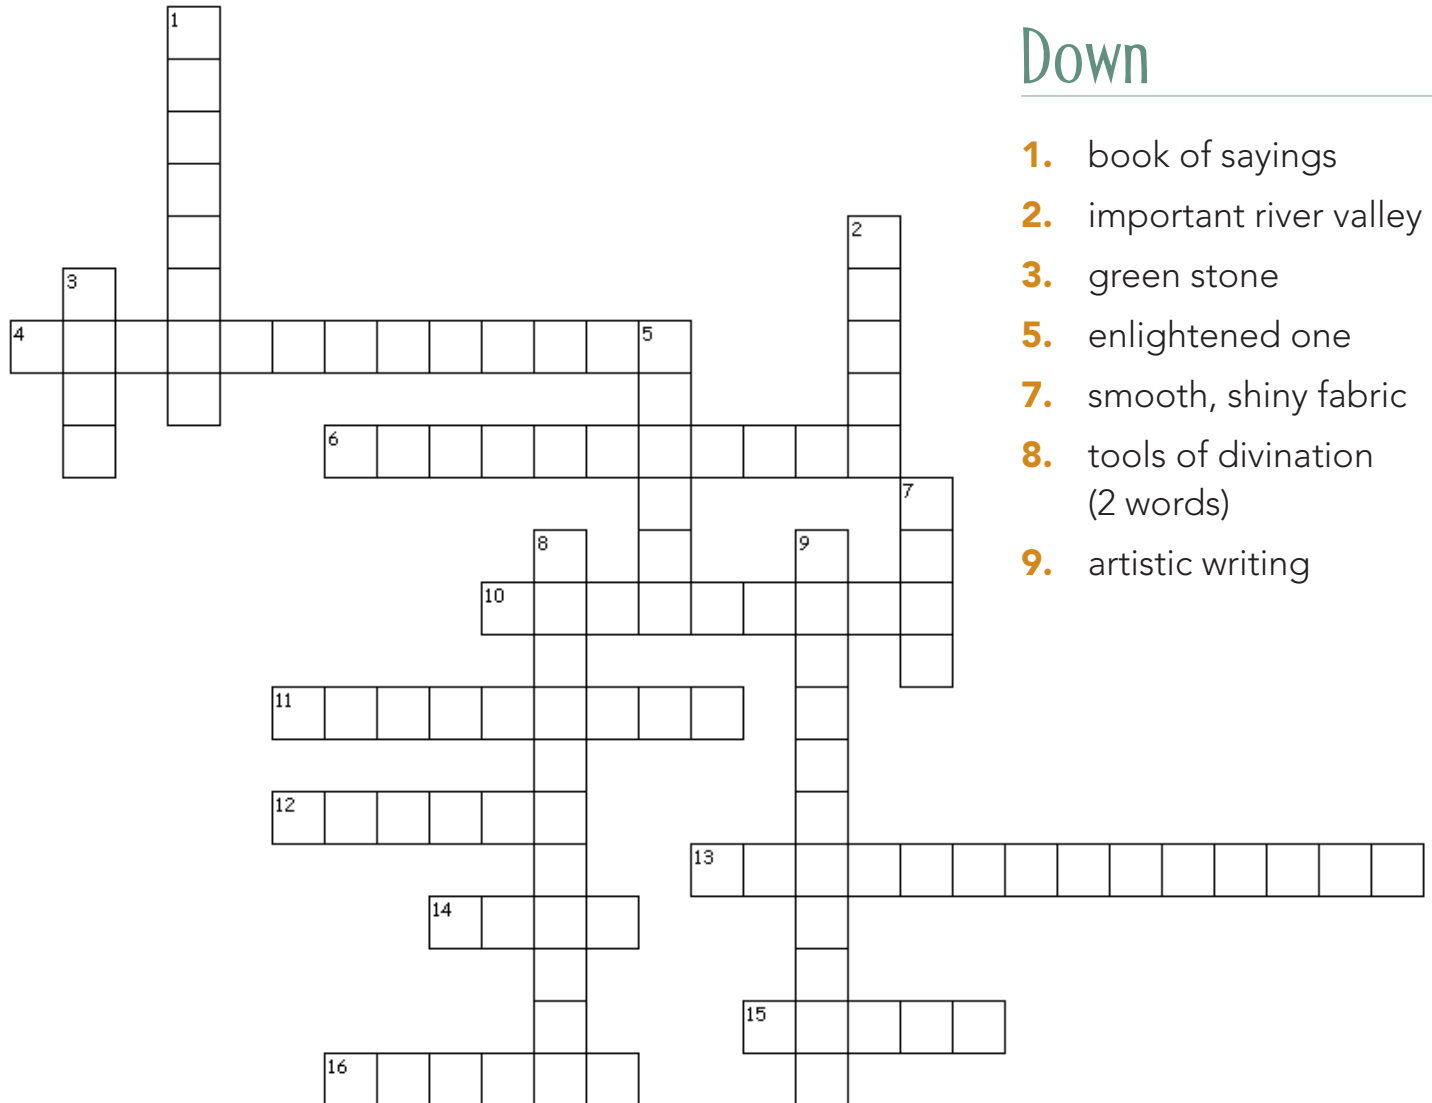 Down
1. book of sayings
2. important river valley
3. green stone
5. enlightened one
7. smooth, shiny fabric
8. tools of divination
(2 words)
9. artistic writing
1
2
3
4
5
6
7
8
9
10
11
12
13
14
15
16